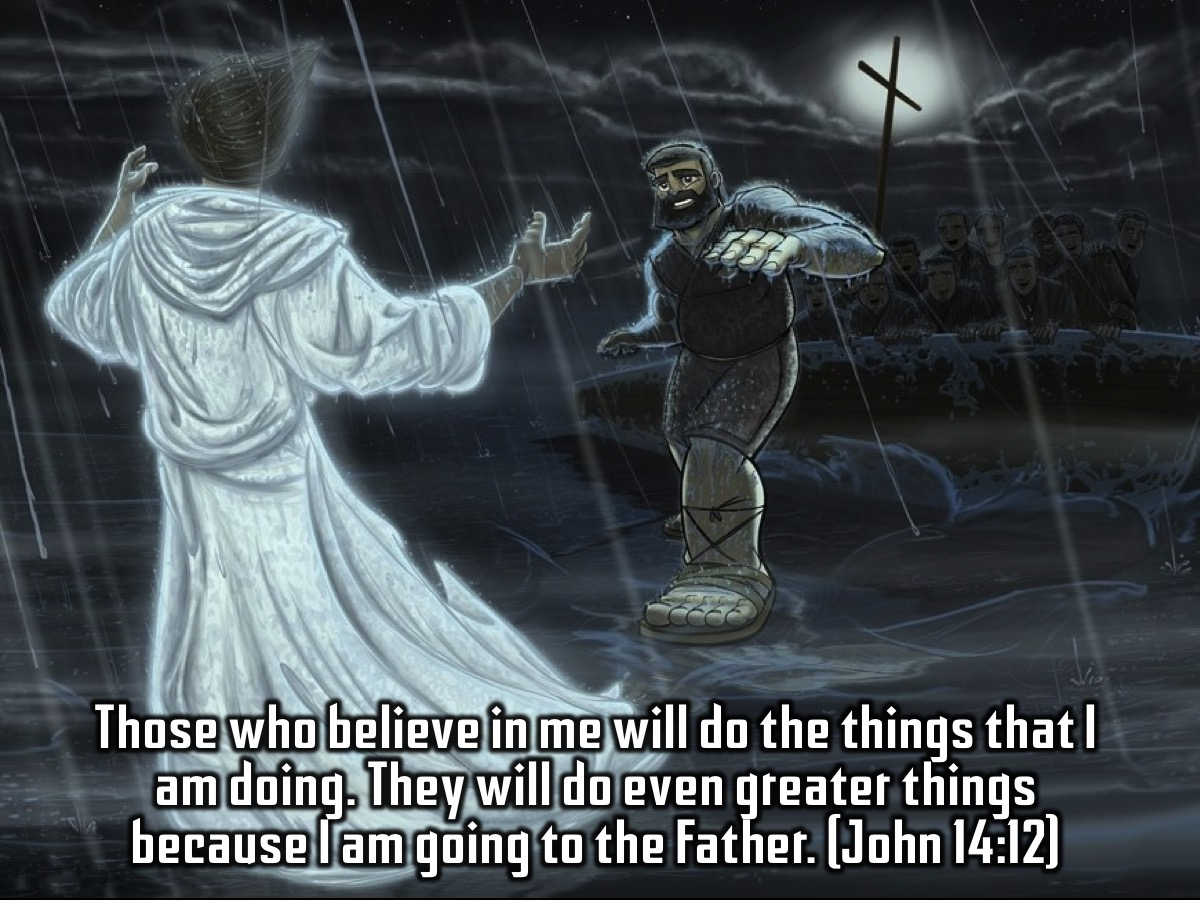 Those who believe in me will do the things that I
am doing. They will do even greater things
because I am going to the Father. (John 14:12)